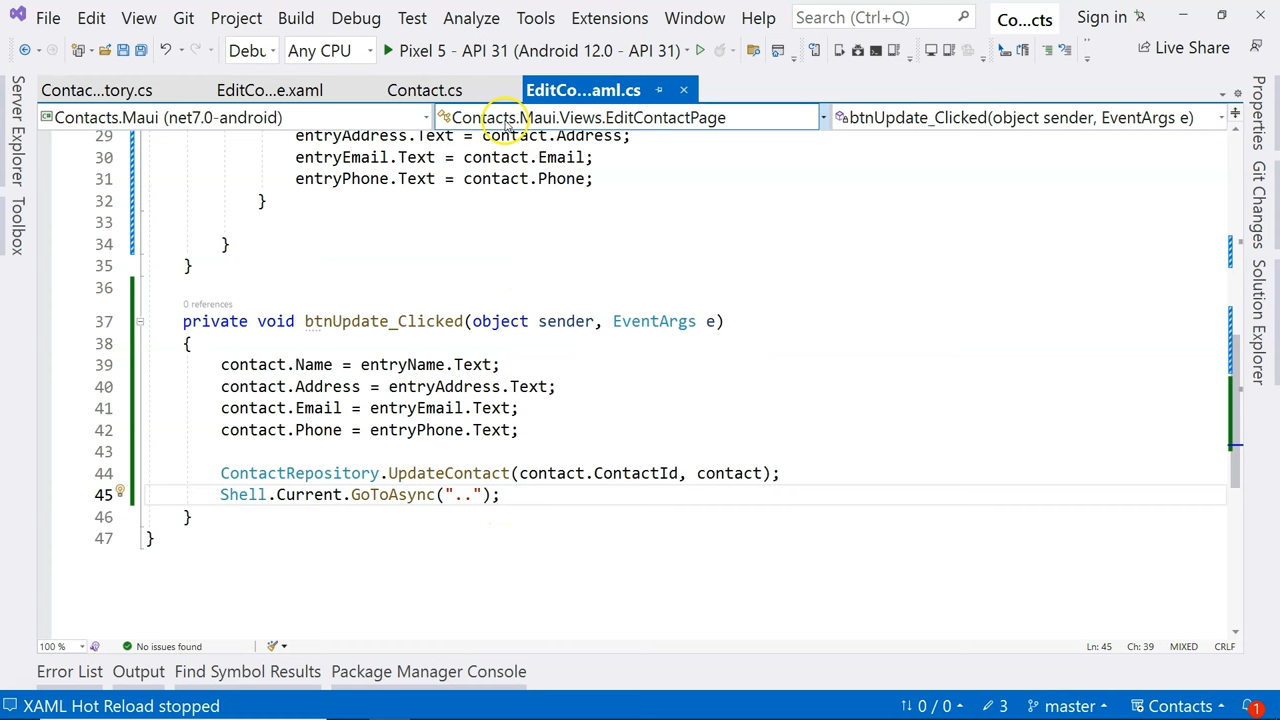 File Edit View Git Project Build Debug Test Analyze Tools Extensions Window Help Search (Ctrl+Q) Co...cts Sign in
Debu Any CPU Pixel 5 - API 31 (Android 12.0 - API 31) Live Share
Contac...tory.cs EditCo...e.xaml Contact.cs EditCo...aml.cs
Contacts.Maui (net7.0-android) Contacts.Maui.Views.EditContactPage btnUpdate_Clicked(object sender, EventArgs e)
Server Explorer
Toolbox
29 entryAddress.Text = contact.Address;
30 entryEmail.Text = contact.Email;
31 entryPhone.Text = contact.Phone;
32 }
33
34 }
35 }
36
0 references
37 private void btnUpdate_Clicked(object sender, EventArgs e)
38 {
39 contact.Name = entryName.Text;
40 contact.Address = entryAddress.Text;
41 contact.Email = entryEmail.Text;
42 contact.Phone = entryPhone.Text;
43
44 ContactRepository.UpdateContact(contact.ContactId, contact);
45 Shell.Current.GoToAsync("..");
46 }
47 }
Properties
Git Changes
Solution Explorer
100 % No issues found Ln: 45 Ch: 39 MIXED CRLF
Error List Output Find Symbol Results Package Manager Console
XAML Hot Reload stopped 0 / 0 3 master Contacts 1